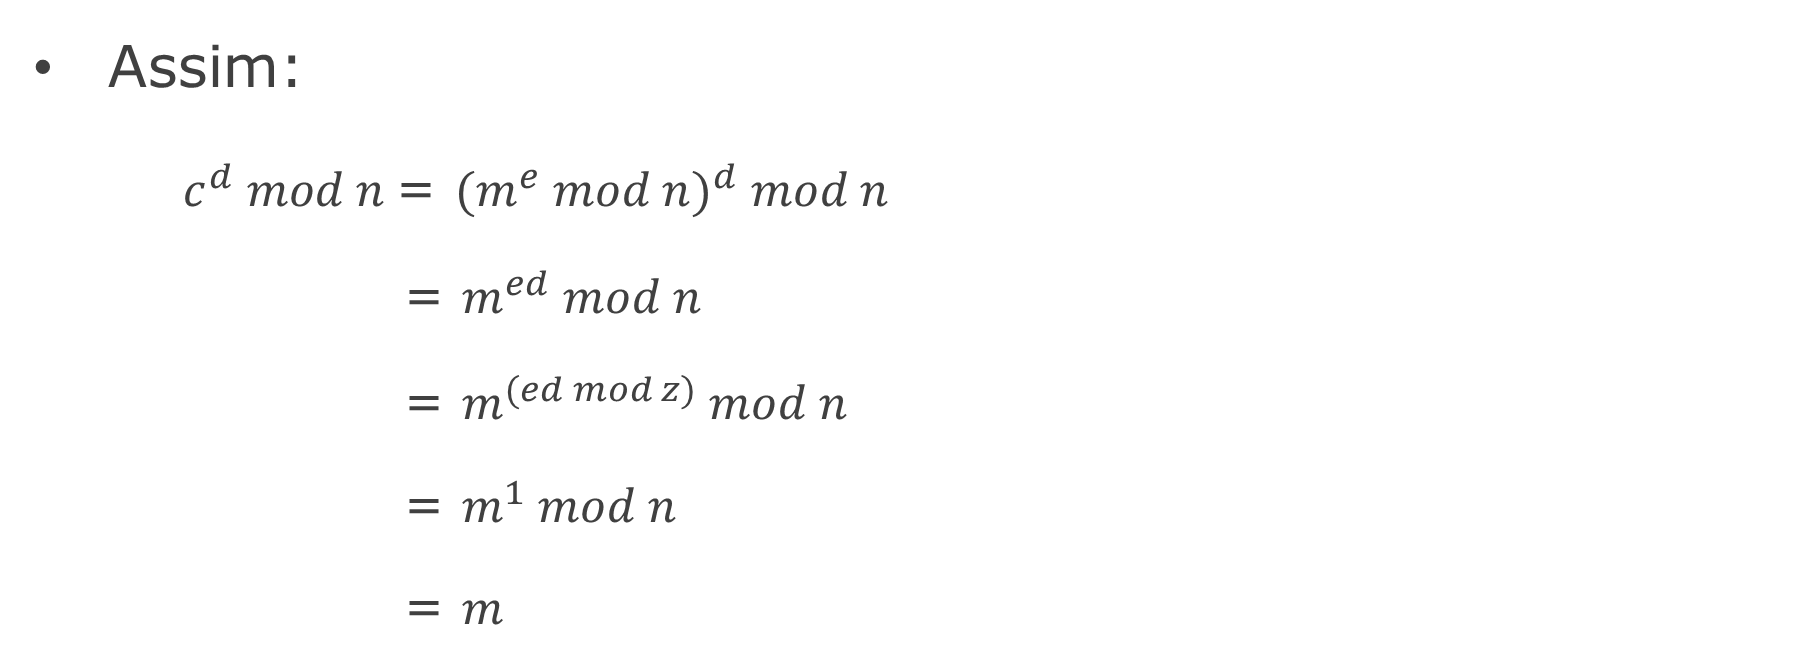 • Assim:
c^d mod n = (m^e mod n)^d mod n
= m^{ed} mod n
= m^{(ed mod z)} mod n
= m^1 mod n
= m